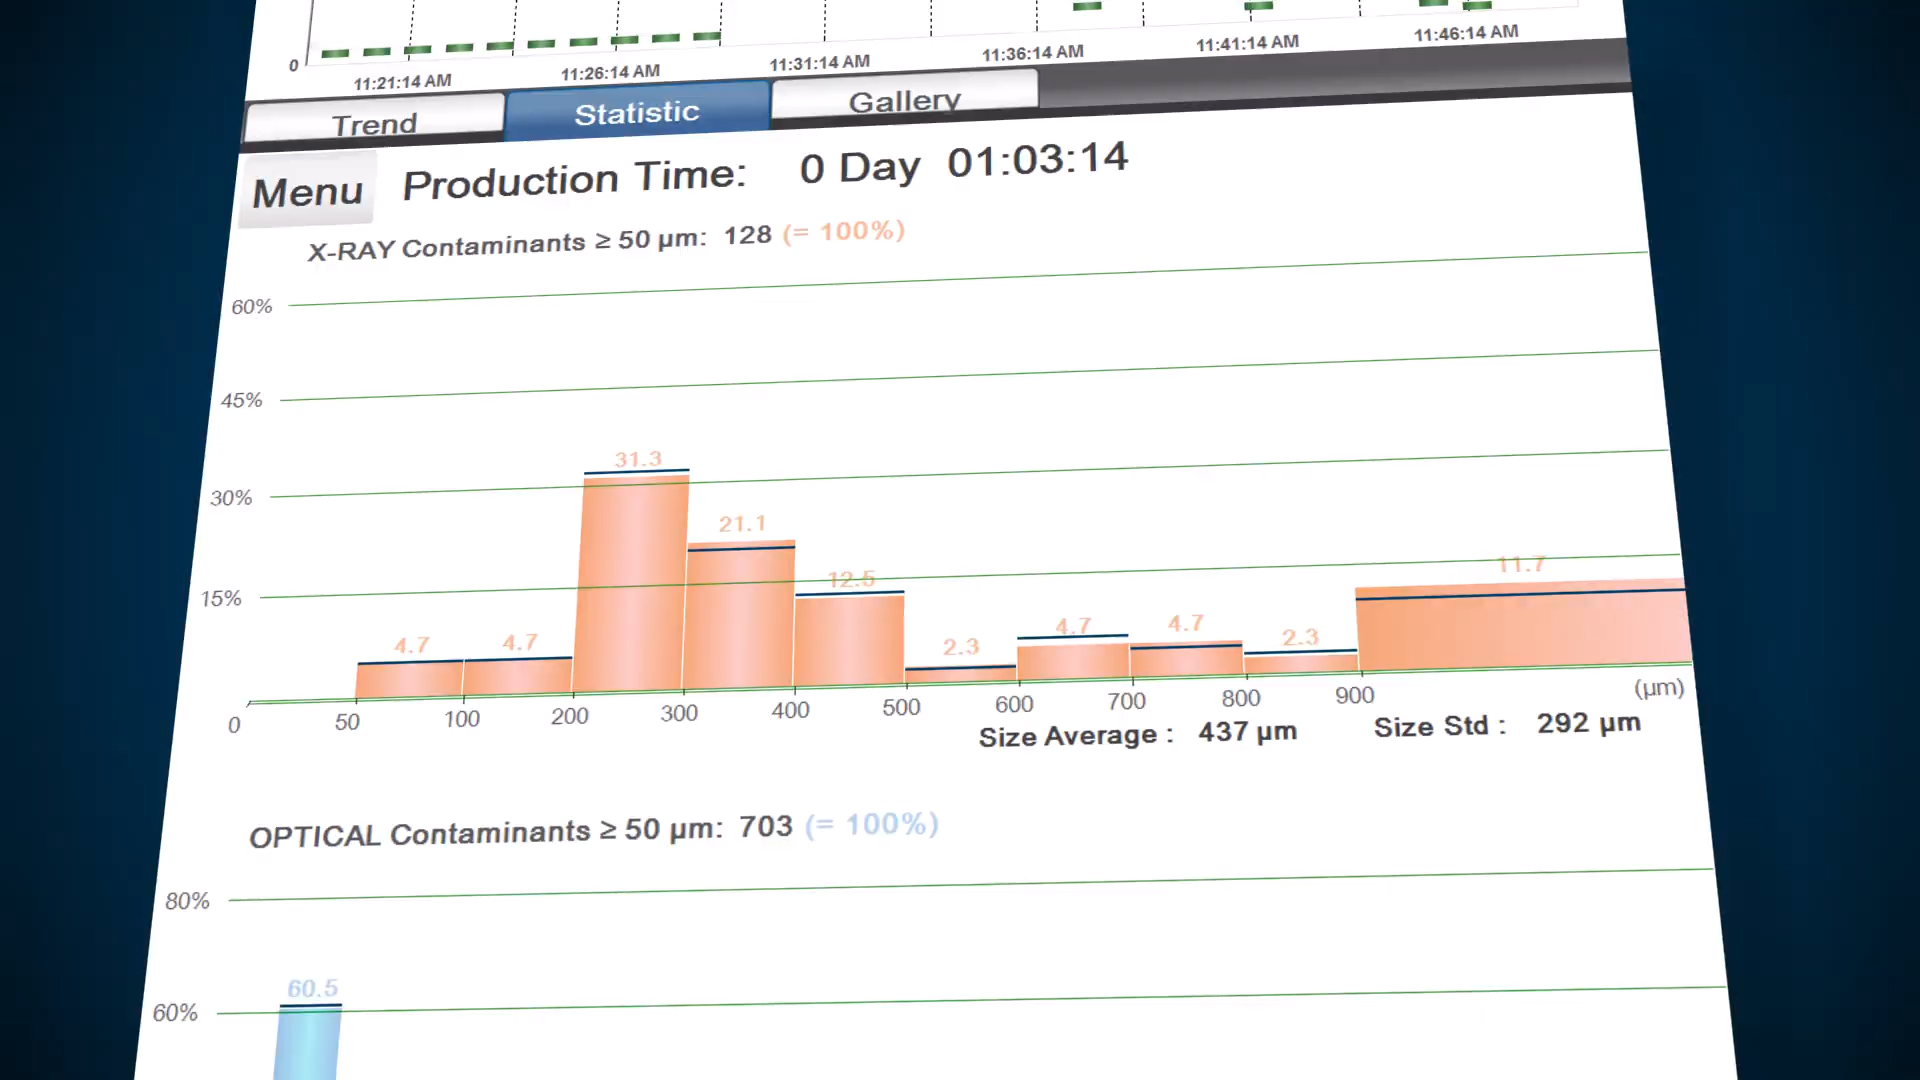 0
11:21:14 AM 11:26:14 AM 11:31:14 AM 11:36:14 AM 11:41:14 AM 11:46:14 AM
Trend Statistic Gallery
Menu Production Time: 0 Day 01:03:14
X-RAY Contaminants ≥ 50 µm: 128 (= 100%)
60%
45%
30%
15%
31.3
21.1
12.5
11.7
4.7 4.7 2.3 4.7 4.7 2.3
0 50 100 200 300 400 500 600 700 800 900 (µm)
Size Average : 437 µm Size Std : 292 µm
OPTICAL Contaminants ≥ 50 µm: 703 (= 100%)
80%
60.5
60%